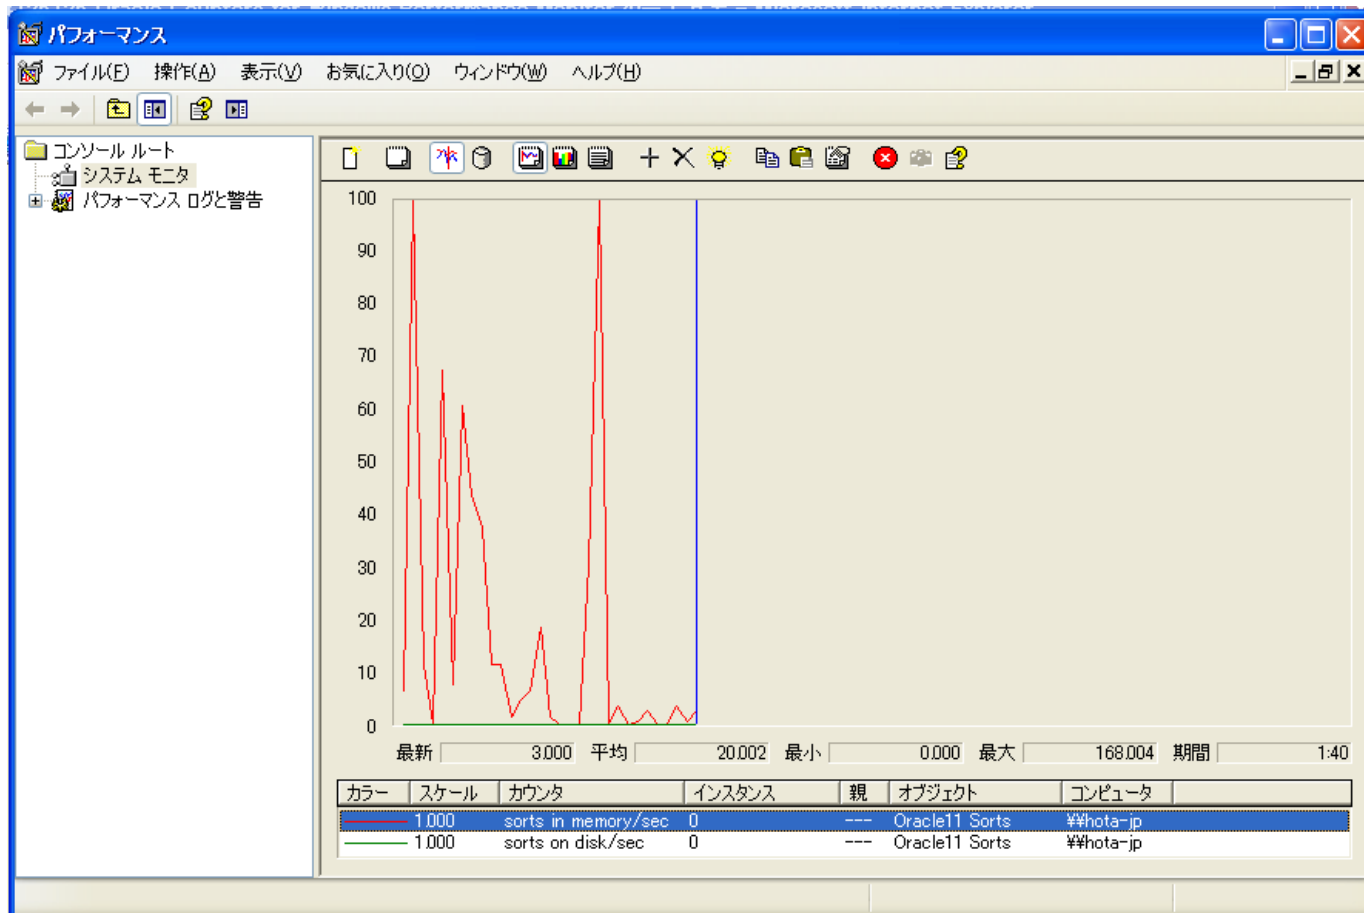 パフォーマンス
ファイル(F) 操作(A) 表示(V) お気に入り(O) ウィンドウ(W) ヘルプ(H)
コンソール ルート
システム モニタ
パフォーマンス ログと警告
100
90
80
70
60
50
40
30
20
10
0
最新 3.000 平均 20.002 最小 0.000 最大 168.004 期間 1:40
カラー スケール カウンタ インスタンス 親 オブジェクト コンピュータ
1.000 sorts in memory/sec 0 --- Oracle11 Sorts ¥¥hota-jp
1.000 sorts on disk/sec 0 --- Oracle11 Sorts ¥¥hota-jp